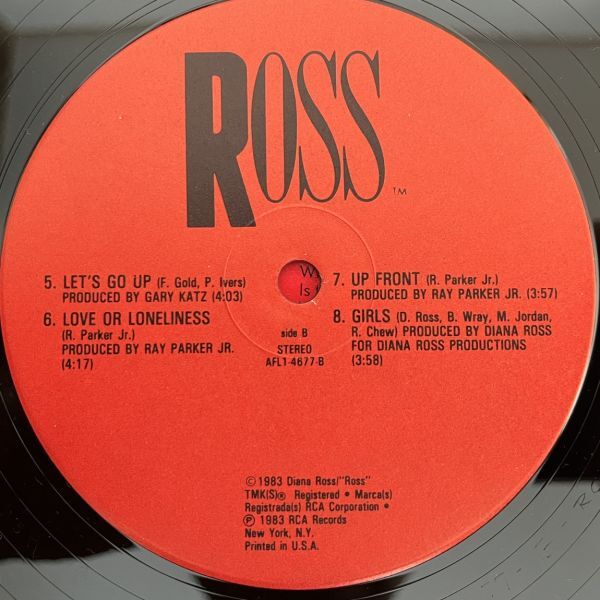 ROSS™
5. LET'S GO UP (F. Gold, P. Ivers)
PRODUCED BY GARY KATZ (4:03)
6. LOVE OR LONELINESS
(R. Parker Jr.)
PRODUCED BY RAY PARKER JR.
(4:17)
side B
STEREO
AFL1-4677-B
7. UP FRONT (R. Parker Jr.)
PRODUCED BY RAY PARKER JR. (3:57)
8. GIRLS (D. Ross, B. Wray, M. Jordan,
R. Chew) PRODUCED BY DIANA ROSS
FOR DIANA ROSS PRODUCTIONS
(3:58)
© 1983 Diana Ross/"Ross"
TMK(S)® Registered • Marca(s)
Registrada(s) RCA Corporation •
℗ 1983 RCA Records
New York, N.Y.
Printed in U.S.A.